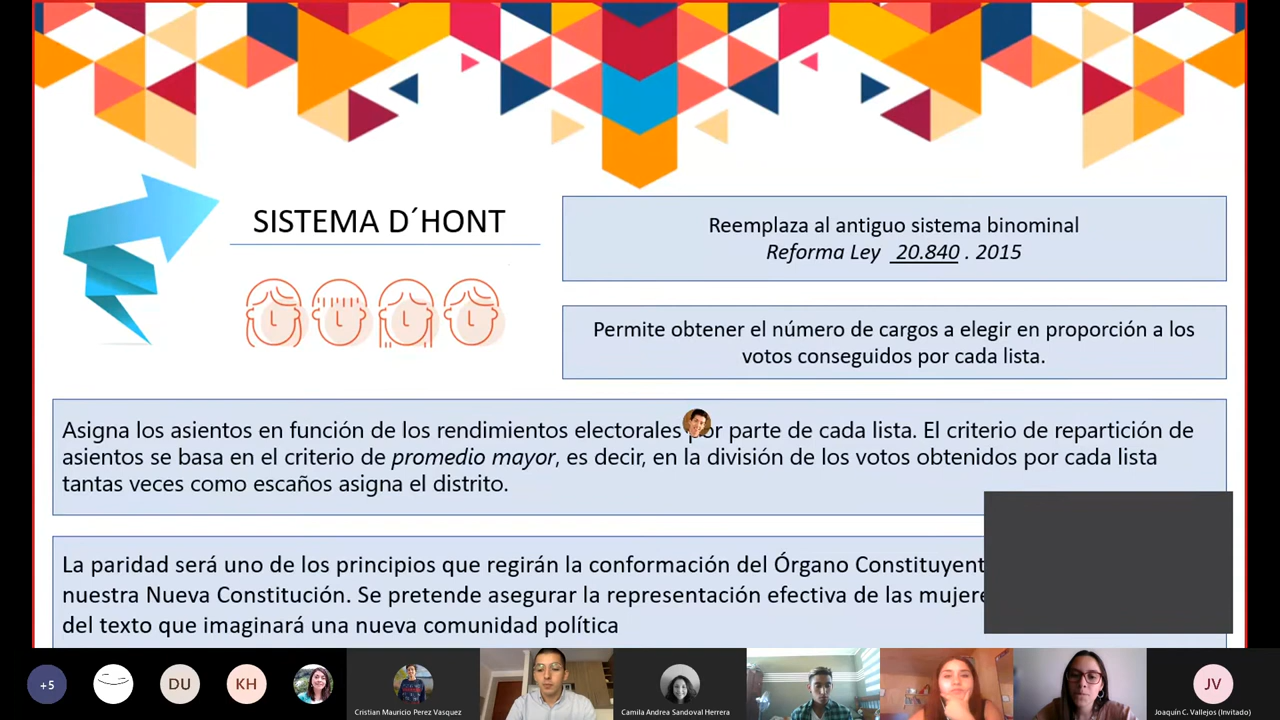 SISTEMA D´HONT
Reemplaza al antiguo sistema binominal
Reforma Ley 20.840 . 2015
Permite obtener el número de cargos a elegir en proporción a los
votos conseguidos por cada lista.
Asigna los asientos en función de los rendimientos electorales por parte de cada lista. El criterio de repartición de
asientos se basa en el criterio de promedio mayor, es decir, en la división de los votos obtenidos por cada lista
tantas veces como escaños asigna el distrito.
La paridad será uno de los principios que regirán la conformación del Órgano Constituyent
nuestra Nueva Constitución. Se pretende asegurar la representación efectiva de las mujere
del texto que imaginará una nueva comunidad política
+5
DU
KH
Cristian Mauricio Perez Vasquez
Camila Andrea Sandoval Herrera
JV
Joaquín C. Vallejos (Invitado)